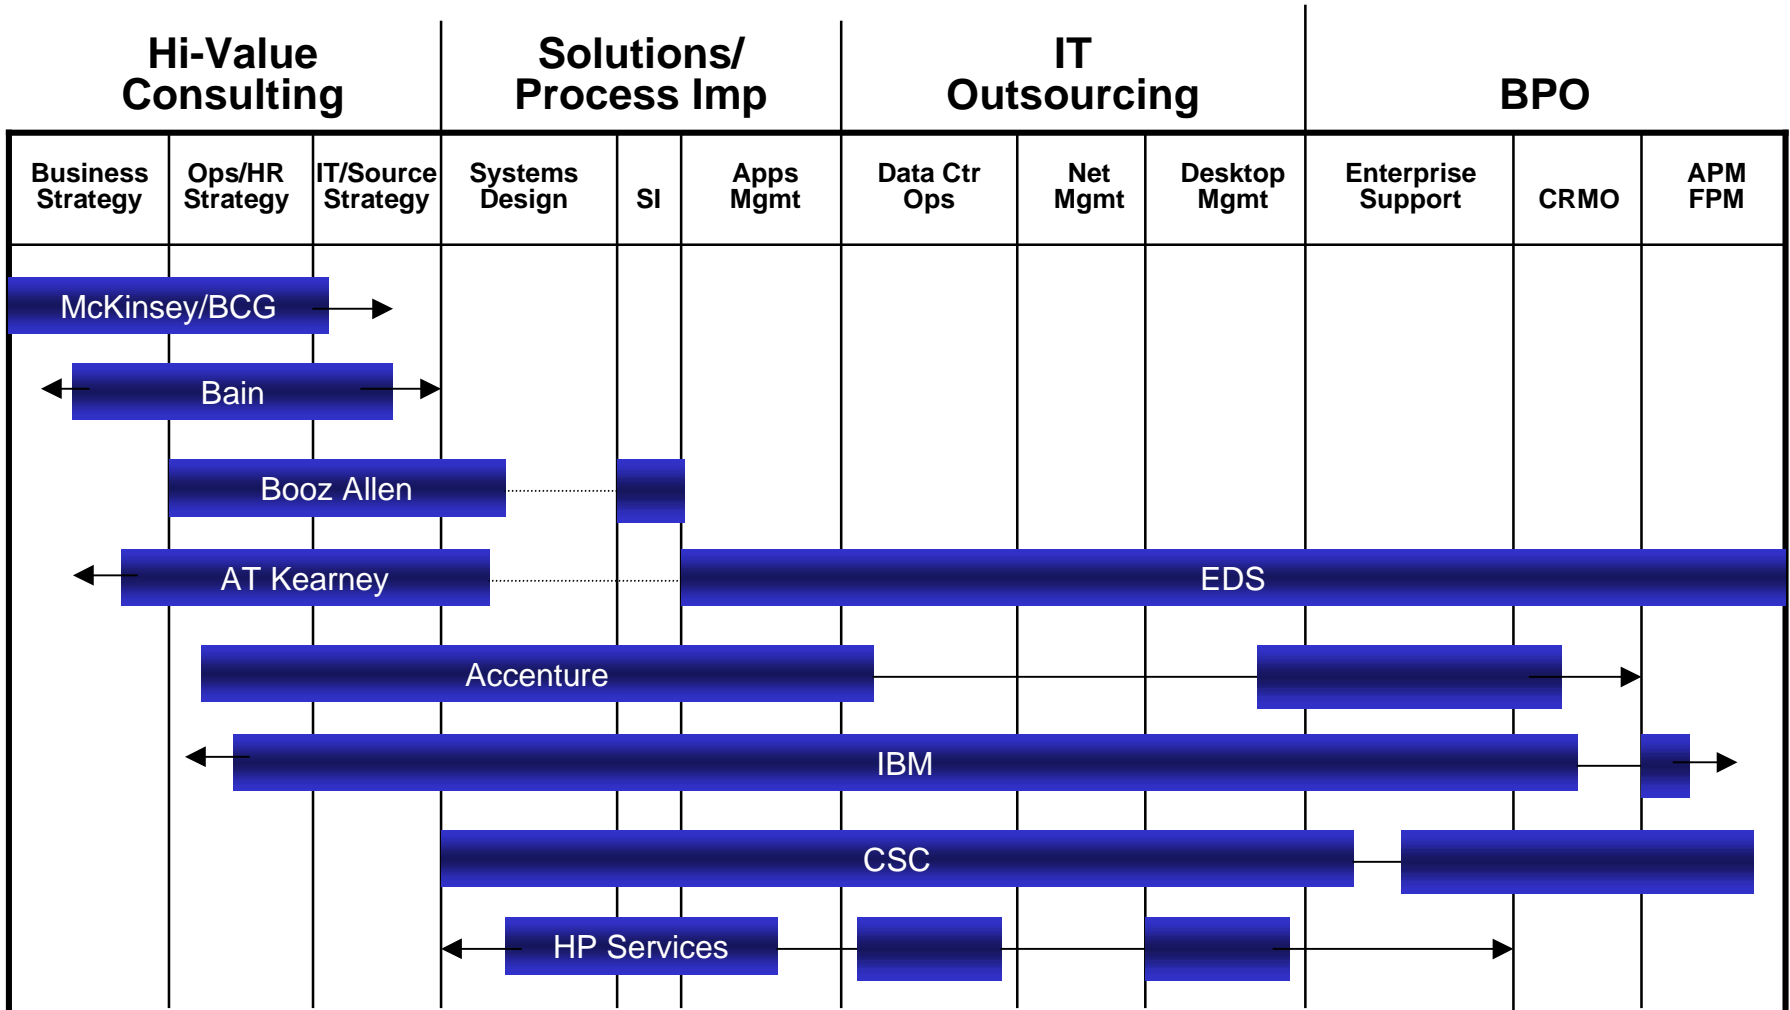 Hi-Value
Consulting
Solutions/
Process Imp
IT
Outsourcing
BPO
Business
Strategy
Ops/HR
Strategy
IT/Source
Strategy
Systems
Design
SI
Apps
Mgmt
Data Ctr
Ops
Net
Mgmt
Desktop
Mgmt
Enterprise
Support
CRMO
APM
FPM
McKinsey/BCG
Bain
Booz Allen
AT Kearney
EDS
Accenture
IBM
CSC
HP Services